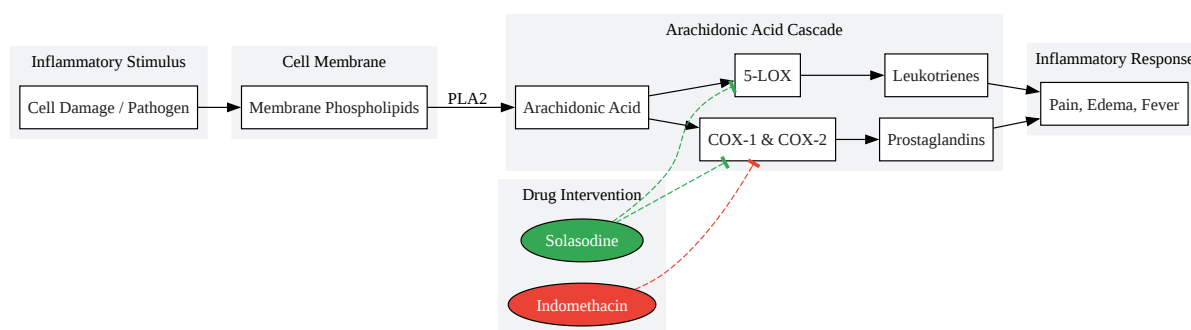 Arachidonic Acid Cascade
Inflammatory Stimulus
Cell Membrane
Inflammatory Response
5-LOX
Leukotrienes
Cell Damage / Pathogen
Membrane Phospholipids
PLA2
Arachidonic Acid
Pain, Edema, Fever
COX-1 & COX-2
Prostaglandins
Drug Intervention
Solasodine
Indomethacin